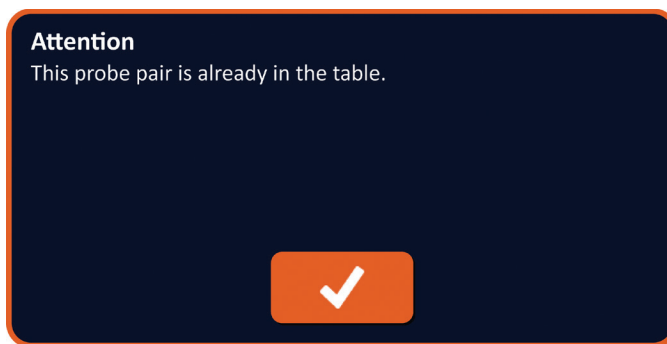 Attention
This probe pair is already in the table.